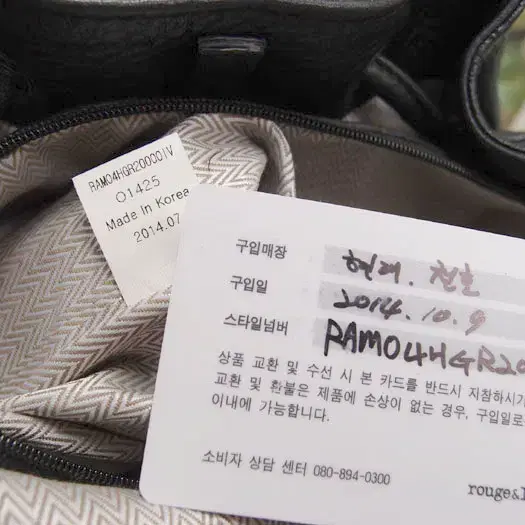 RAM04HGR20000IV
01425
Made In Korea
2014.07
구입매장 현대. 천호
구입일 2014. 10. 9
스타일넘버 RAM04HGR20
상품 교환 및 수선 시 본 카드를 반드시 지참하시기
교환 및 환불은 제품에 손상이 없는 경우, 구입일로
이내에 가능합니다.
소비자 상담 센터 080-894-0300
rouge&l